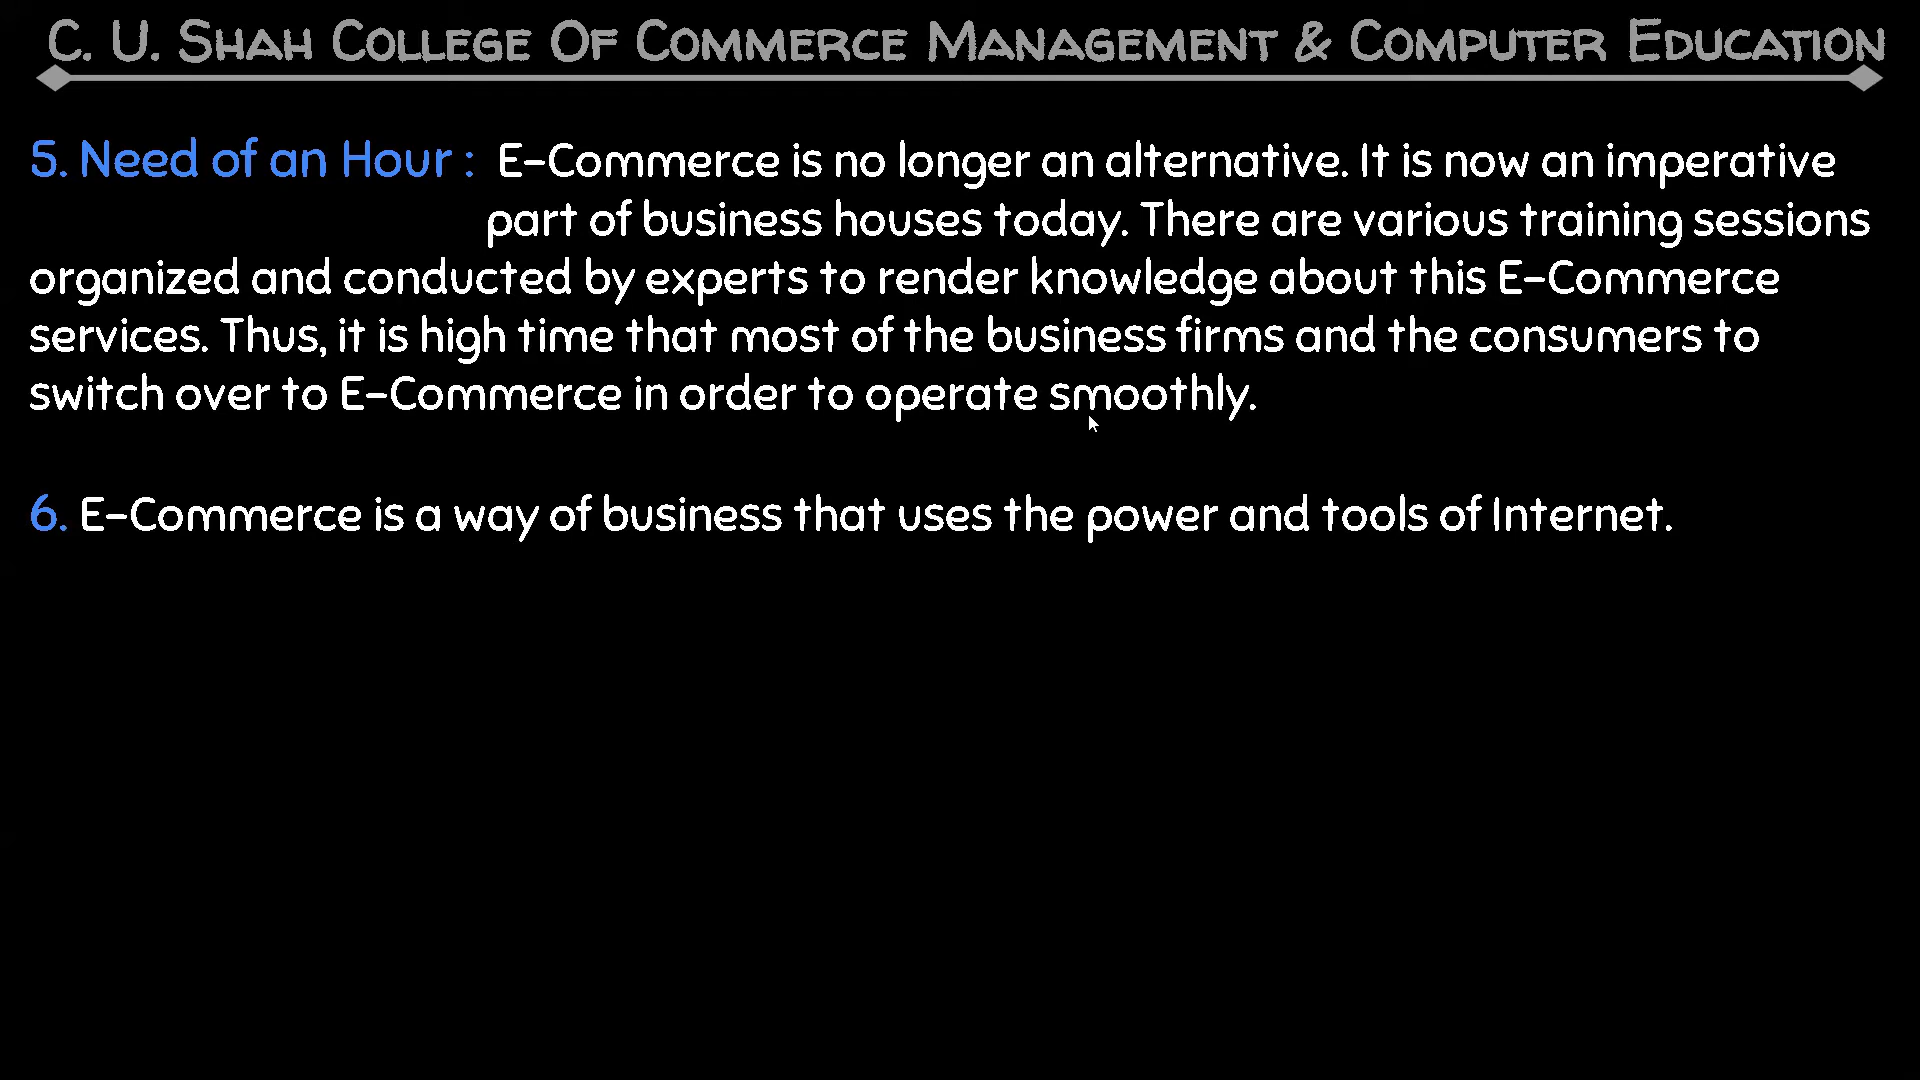 C. U. Shah College Of Commerce Management & Computer Education
5. Need of an Hour : E-Commerce is no longer an alternative. It is now an imperative
part of business houses today. There are various training sessions
organized and conducted by experts to render knowledge about this E-Commerce
services. Thus, it is high time that most of the business firms and the consumers to
switch over to E-Commerce in order to operate smoothly.
6. E-Commerce is a way of business that uses the power and tools of Internet.